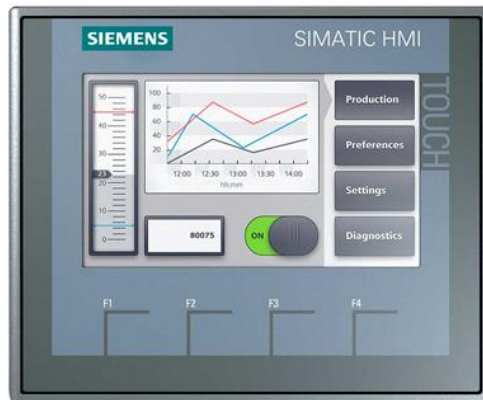 SIEMENS
SIMATIC HMI
TOUCH
50
40
30
23
20
10
0
100
80
60
40
20
12:00 12:30 13:00 13:30 14:00
hh:mm
80075
ON
Production
Preferences
Settings
Diagnostics
F1 F2 F3 F4